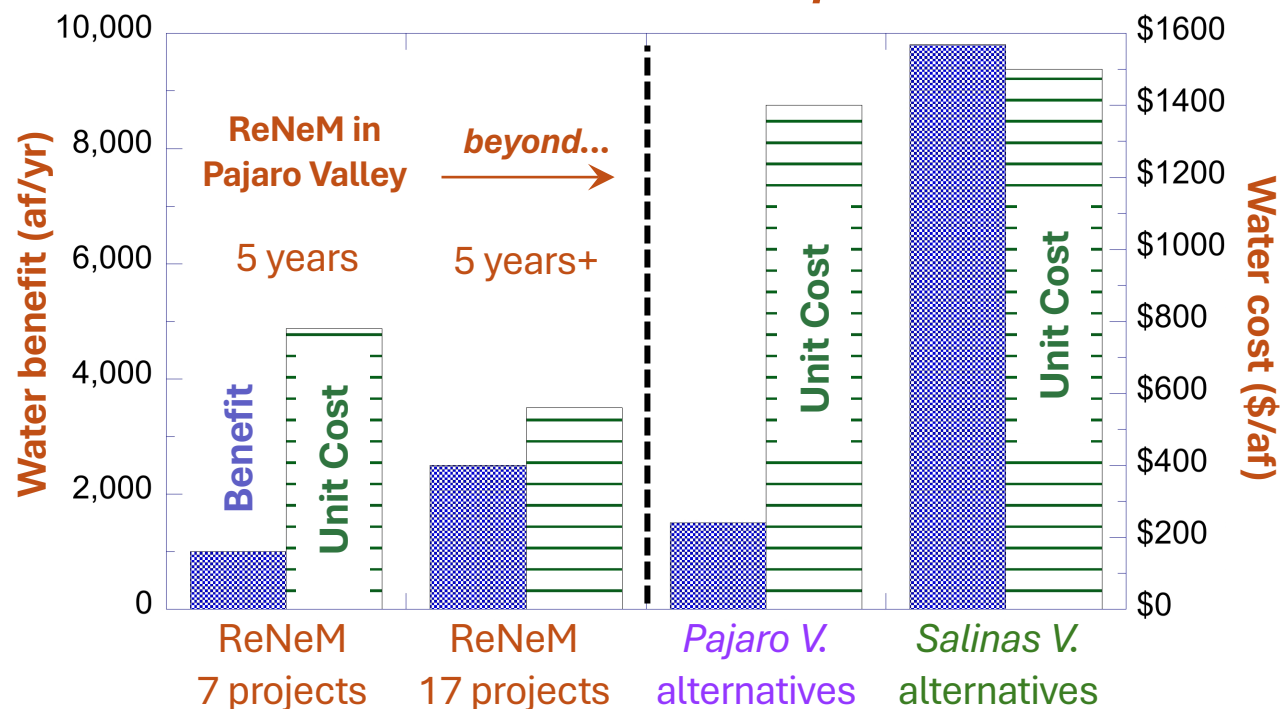 10,000
8,000
6,000
4,000
2,000
0
Water benefit (af/yr)
ReNeM in
Pajaro Valley
beyond...
5 years
5 years+
Benefit
Unit Cost
Unit Cost
Unit Cost
$1600
$1400
$1200
$1000
$800
$600
$400
$200
$0
Water cost ($/af)
ReNeM
7 projects
ReNeM
17 projects
Pajaro V.
alternatives
Salinas V.
alternatives